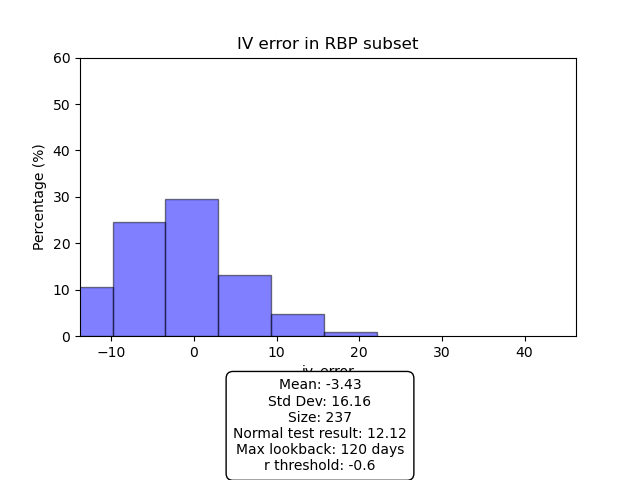 IV error in RBP subset
Percentage (%)
60
50
40
30
20
10
0
−10 0 10 20 30 40
iv_error
Mean: -3.43
Std Dev: 16.16
Size: 237
Normal test result: 12.12
Max lookback: 120 days
r threshold: -0.6